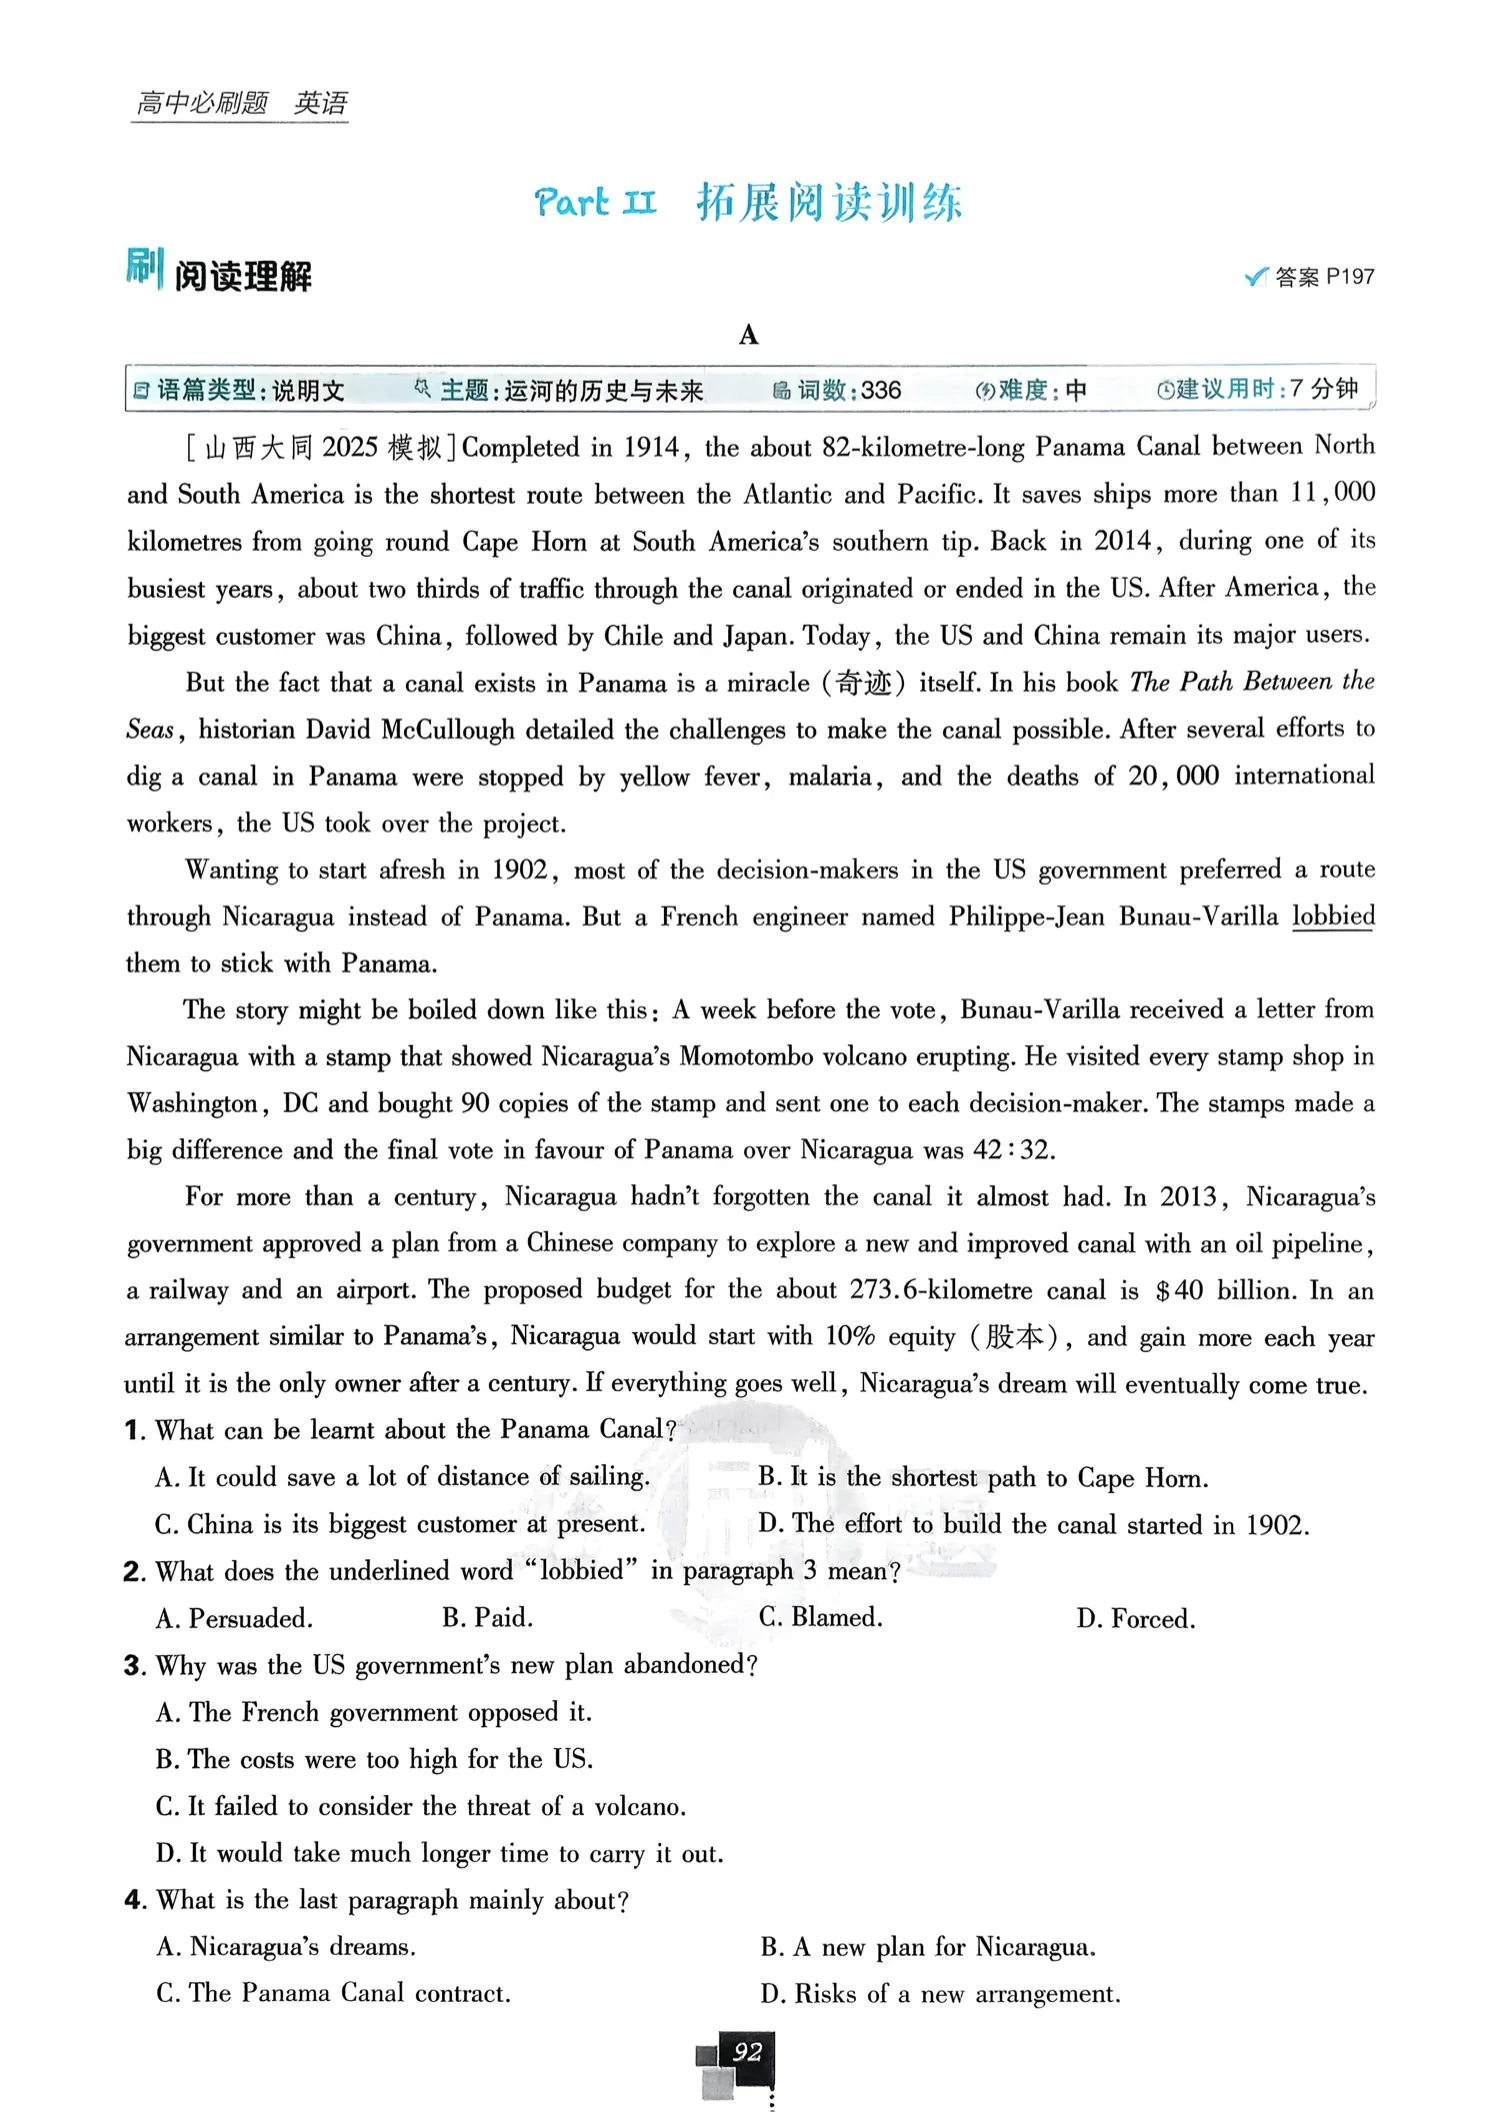 高中必刷题 英语
Part II 拓展阅读训练
刷 阅读理解
答案 P197
A
语篇类型:说明文 主题:运河的历史与未来 词数:336 难度:中 建议用时:7分钟
[山西大同 2025 模拟]Completed in 1914, the about 82-kilometre-long Panama Canal between North
and South America is the shortest route between the Atlantic and Pacific. It saves ships more than 11,000
kilometres from going round Cape Horn at South America's southern tip. Back in 2014, during one of its
busiest years, about two thirds of traffic through the canal originated or ended in the US. After America, the
biggest customer was China, followed by Chile and Japan. Today, the US and China remain its major users.
But the fact that a canal exists in Panama is a miracle (奇迹) itself. In his book The Path Between the
Seas, historian David McCullough detailed the challenges to make the canal possible. After several efforts to
dig a canal in Panama were stopped by yellow fever, malaria, and the deaths of 20,000 international
workers, the US took over the project.
Wanting to start afresh in 1902, most of the decision-makers in the US government preferred a route
through Nicaragua instead of Panama. But a French engineer named Philippe-Jean Bunau-Varilla lobbied
them to stick with Panama.
The story might be boiled down like this: A week before the vote, Bunau-Varilla received a letter from
Nicaragua with a stamp that showed Nicaragua's Momotombo volcano erupting. He visited every stamp shop in
Washington, DC and bought 90 copies of the stamp and sent one to each decision-maker. The stamps made a
big difference and the final vote in favour of Panama over Nicaragua was 42:32.
For more than a century, Nicaragua hadn't forgotten the canal it almost had. In 2013, Nicaragua's
government approved a plan from a Chinese company to explore a new and improved canal with an oil pipeline,
a railway and an airport. The proposed budget for the about 273.6-kilometre canal is $40 billion. In an
arrangement similar to Panama's, Nicaragua would start with 10% equity (股本), and gain more each year
until it is the only owner after a century. If everything goes well, Nicaragua's dream will eventually come true.
1. What can be learnt about the Panama Canal?
A. It could save a lot of distance of sailing. B. It is the shortest path to Cape Horn.
C. China is its biggest customer at present. D. The effort to build the canal started in 1902.
2. What does the underlined word "lobbied" in paragraph 3 mean?
A. Persuaded. B. Paid. C. Blamed. D. Forced.
3. Why was the US government's new plan abandoned?
A. The French government opposed it.
B. The costs were too high for the US.
C. It failed to consider the threat of a volcano.
D. It would take much longer time to carry it out.
4. What is the last paragraph mainly about?
A. Nicaragua's dreams. B. A new plan for Nicaragua.
C. The Panama Canal contract. D. Risks of a new arrangement.
92